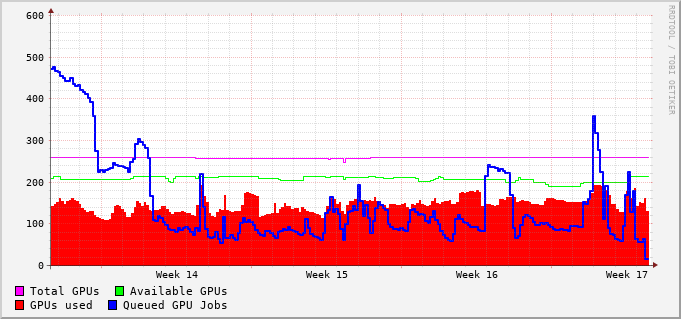 600
500
400
300
200
100
0
Week 14 Week 15 Week 16 Week 17
Total GPUs Available GPUs
GPUs used Queued GPU Jobs
RRDTOOL / TOBI OETIKER